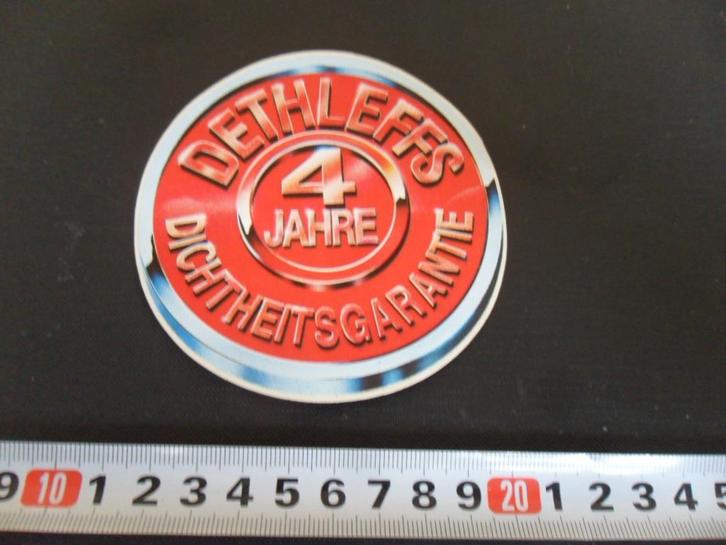 DETHLEFFS
4
JAHRE
DICHTHEITSGARANTIE
9 10 1 2 3 4 5 6 7 8 9 20 1 2 3 4 5